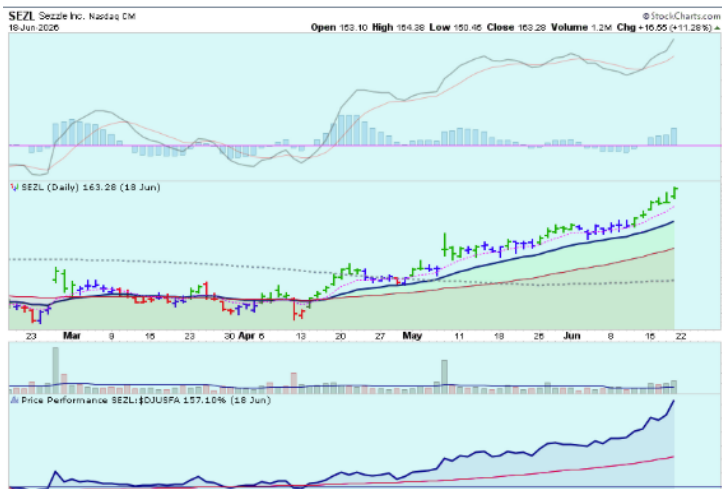 SEZL Sezzle Inc. Nasdaq CM © StockCharts.com
18-Jun-2026 Open 153.10 High 164.38 Low 150.46 Close 163.28 Volume 1.2M Chg +16.55 (+11.28%)
SEZL (Daily) 163.28 (18 Jun)
23 Mar 9 16 23 30 Apr 6 13 20 27 May 11 18 26 Jun 8 15 22
Price Performance SEZL:$DJUSFA 157.10% (18 Jun)